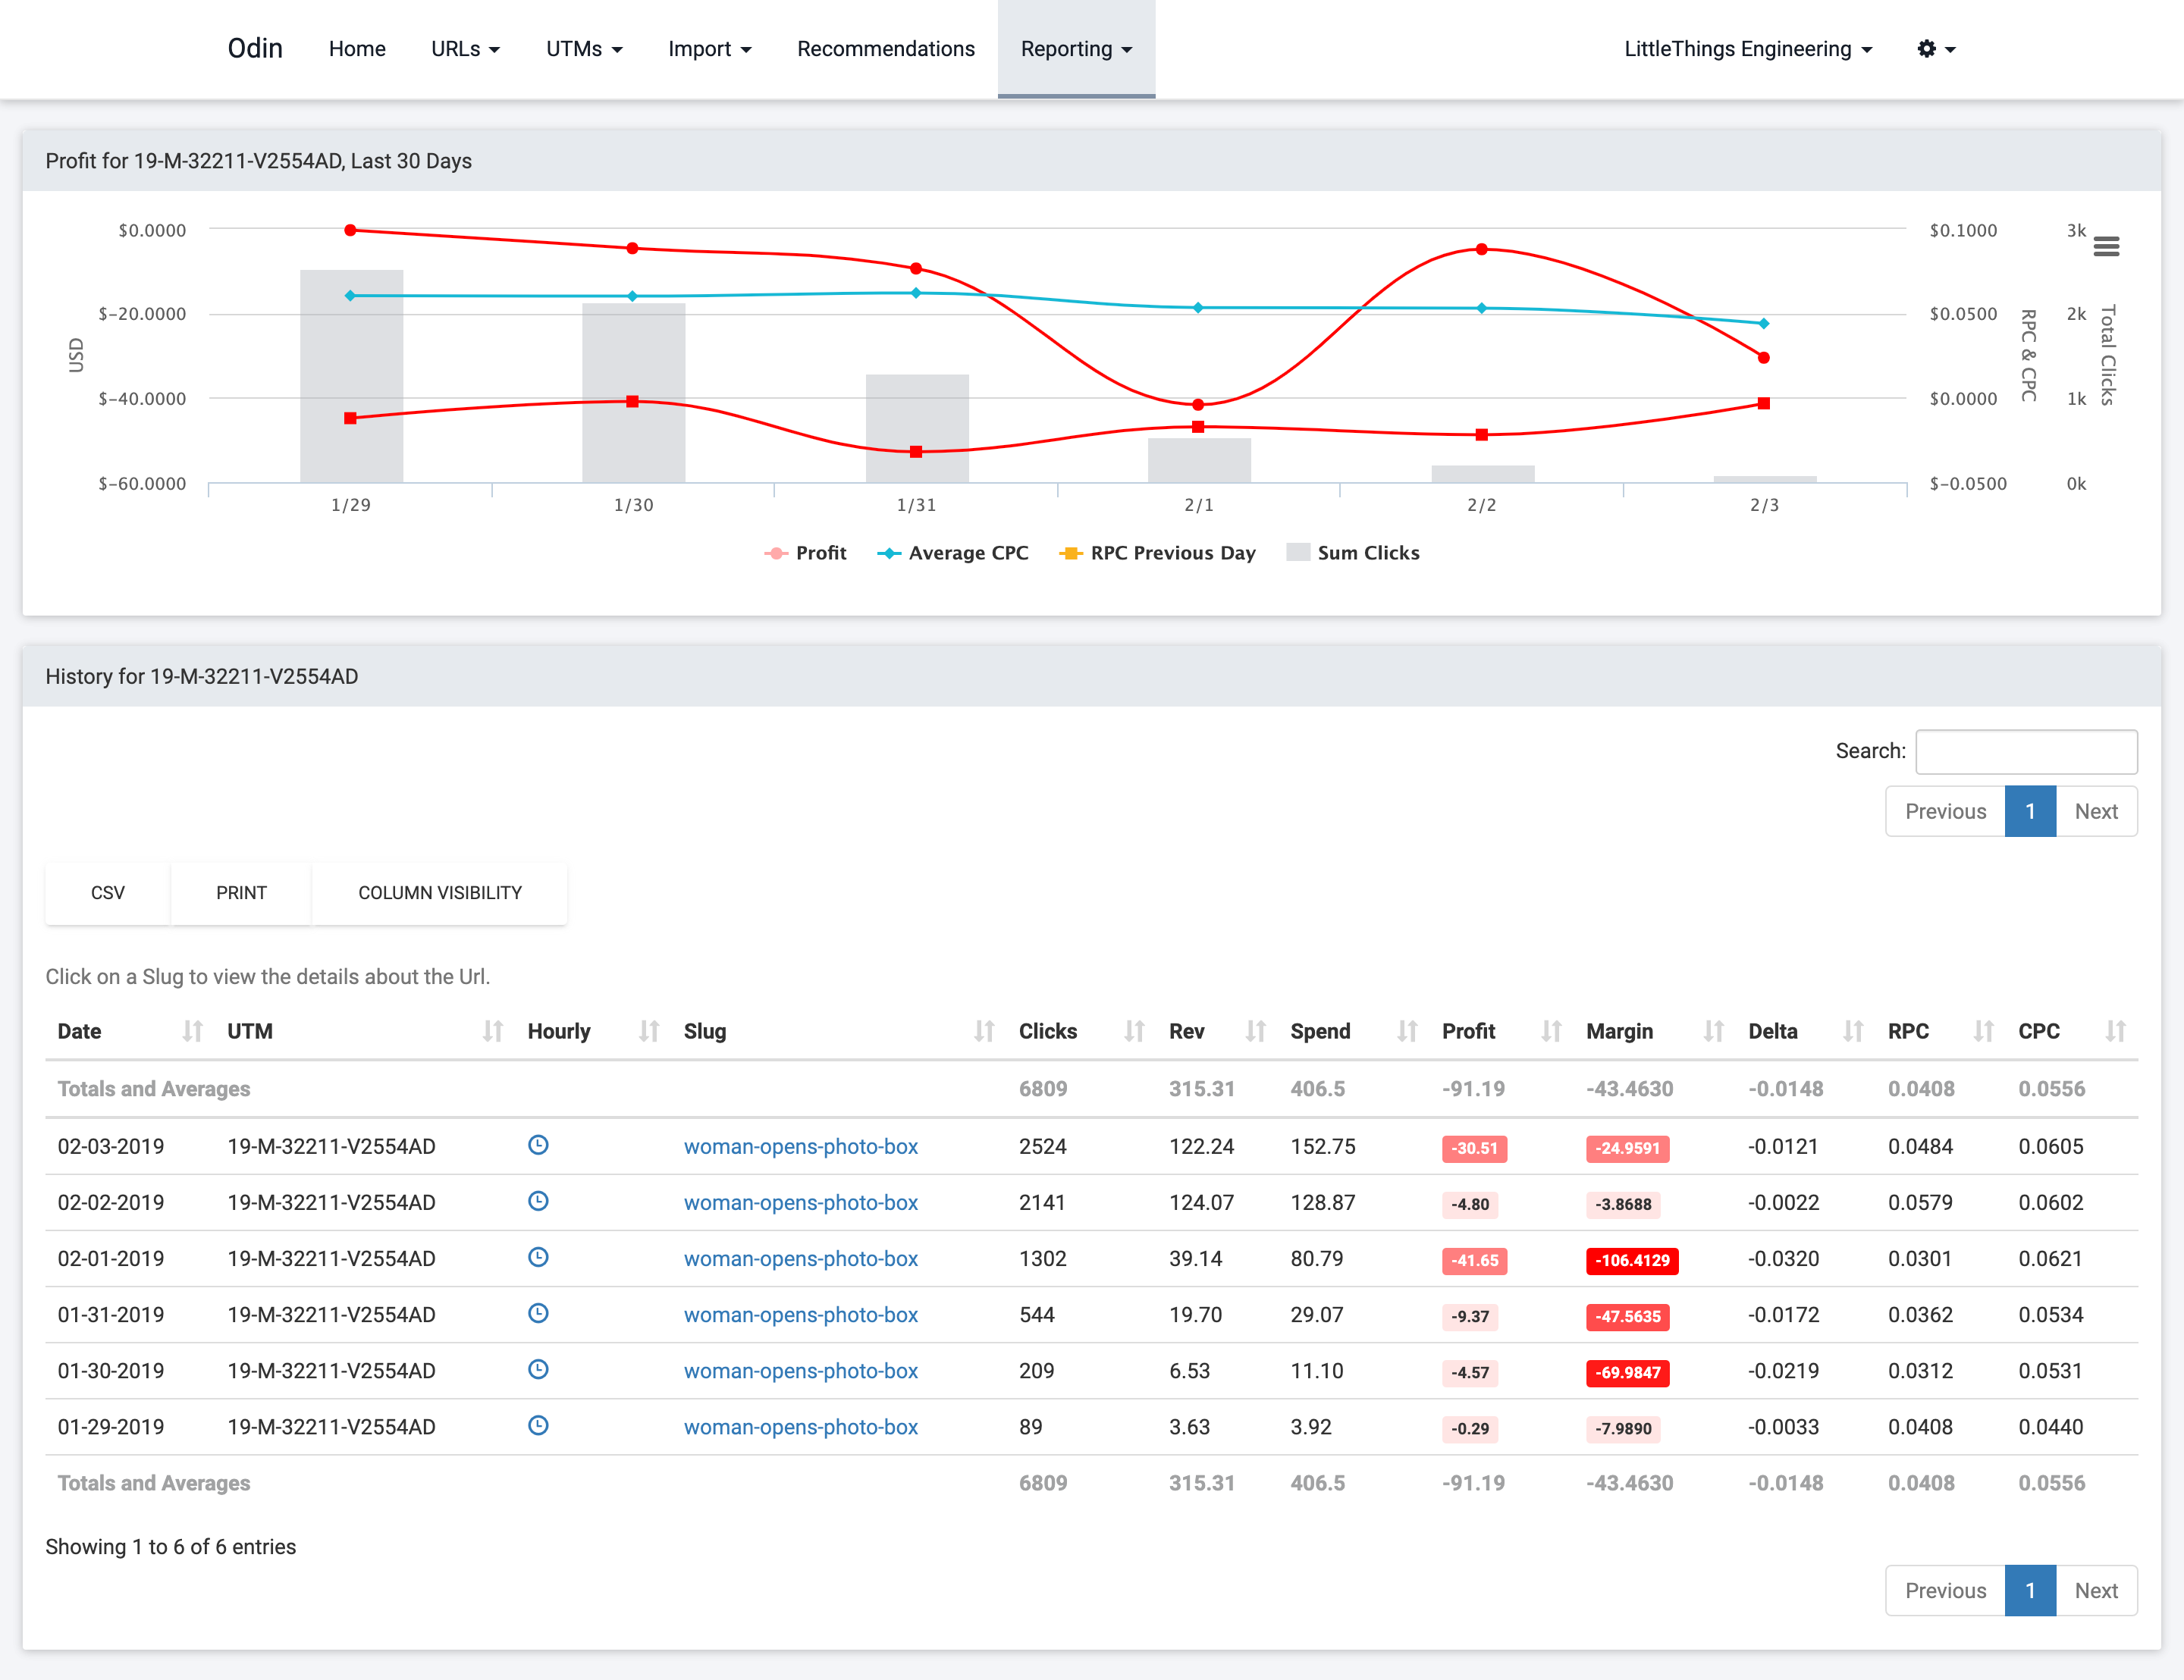 Odin Home URLs UTMs Import Recommendations Reporting LittleThings Engineering
Profit for 19-M-32211-V2554AD, Last 30 Days
$0.0000 $0.1000 3k
$-20.0000 $0.0500 2k
$-40.0000 $0.0000 1k
$-60.0000 $-0.0500 0k
USD
RPC & CPC
Total Clicks
1/29 1/30 1/31 2/1 2/2 2/3
Profit Average CPC RPC Previous Day Sum Clicks
History for 19-M-32211-V2554AD
Search:
Previous 1 Next
CSV PRINT COLUMN VISIBILITY
Click on a Slug to view the details about the Url.
Date UTM Hourly Slug Clicks Rev Spend Profit Margin Delta RPC CPC
Totals and Averages 6809 315.31 406.5 -91.19 -43.4630 -0.0148 0.0408 0.0556
02-03-2019 19-M-32211-V2554AD woman-opens-photo-box 2524 122.24 152.75 -30.51 -24.9591 -0.0121 0.0484 0.0605
02-02-2019 19-M-32211-V2554AD woman-opens-photo-box 2141 124.07 128.87 -4.80 -3.8688 -0.0022 0.0579 0.0602
02-01-2019 19-M-32211-V2554AD woman-opens-photo-box 1302 39.14 80.79 -41.65 -106.4129 -0.0320 0.0301 0.0621
01-31-2019 19-M-32211-V2554AD woman-opens-photo-box 544 19.70 29.07 -9.37 -47.5635 -0.0172 0.0362 0.0534
01-30-2019 19-M-32211-V2554AD woman-opens-photo-box 209 6.53 11.10 -4.57 -69.9847 -0.0219 0.0312 0.0531
01-29-2019 19-M-32211-V2554AD woman-opens-photo-box 89 3.63 3.92 -0.29 -7.9890 -0.0033 0.0408 0.0440
Totals and Averages 6809 315.31 406.5 -91.19 -43.4630 -0.0148 0.0408 0.0556
Showing 1 to 6 of 6 entries
Previous 1 Next